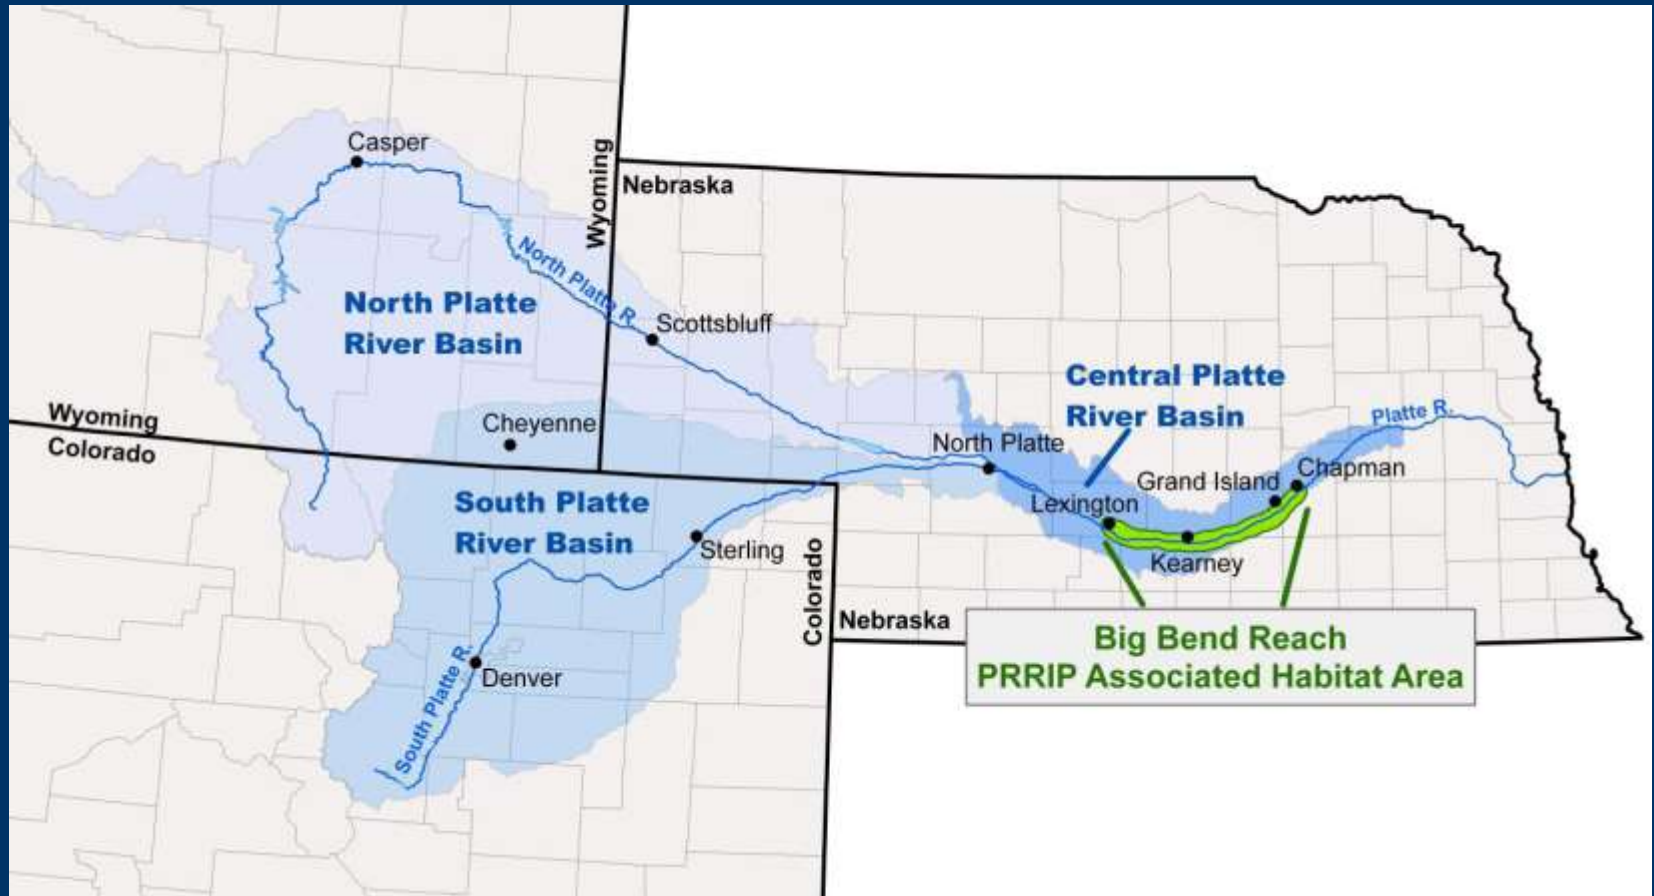 Casper
Wyoming
Nebraska
North Platte R.
North Platte
River Basin
Scottsbluff
Central Platte
River Basin
Platte R.
Wyoming
Colorado
Cheyenne
North Platte
Grand Island
Chapman
Lexington
South Platte
River Basin
Sterling
Kearney
Colorado
Nebraska
Big Bend Reach
PRRIP Associated Habitat Area
South Platte R.
Denver